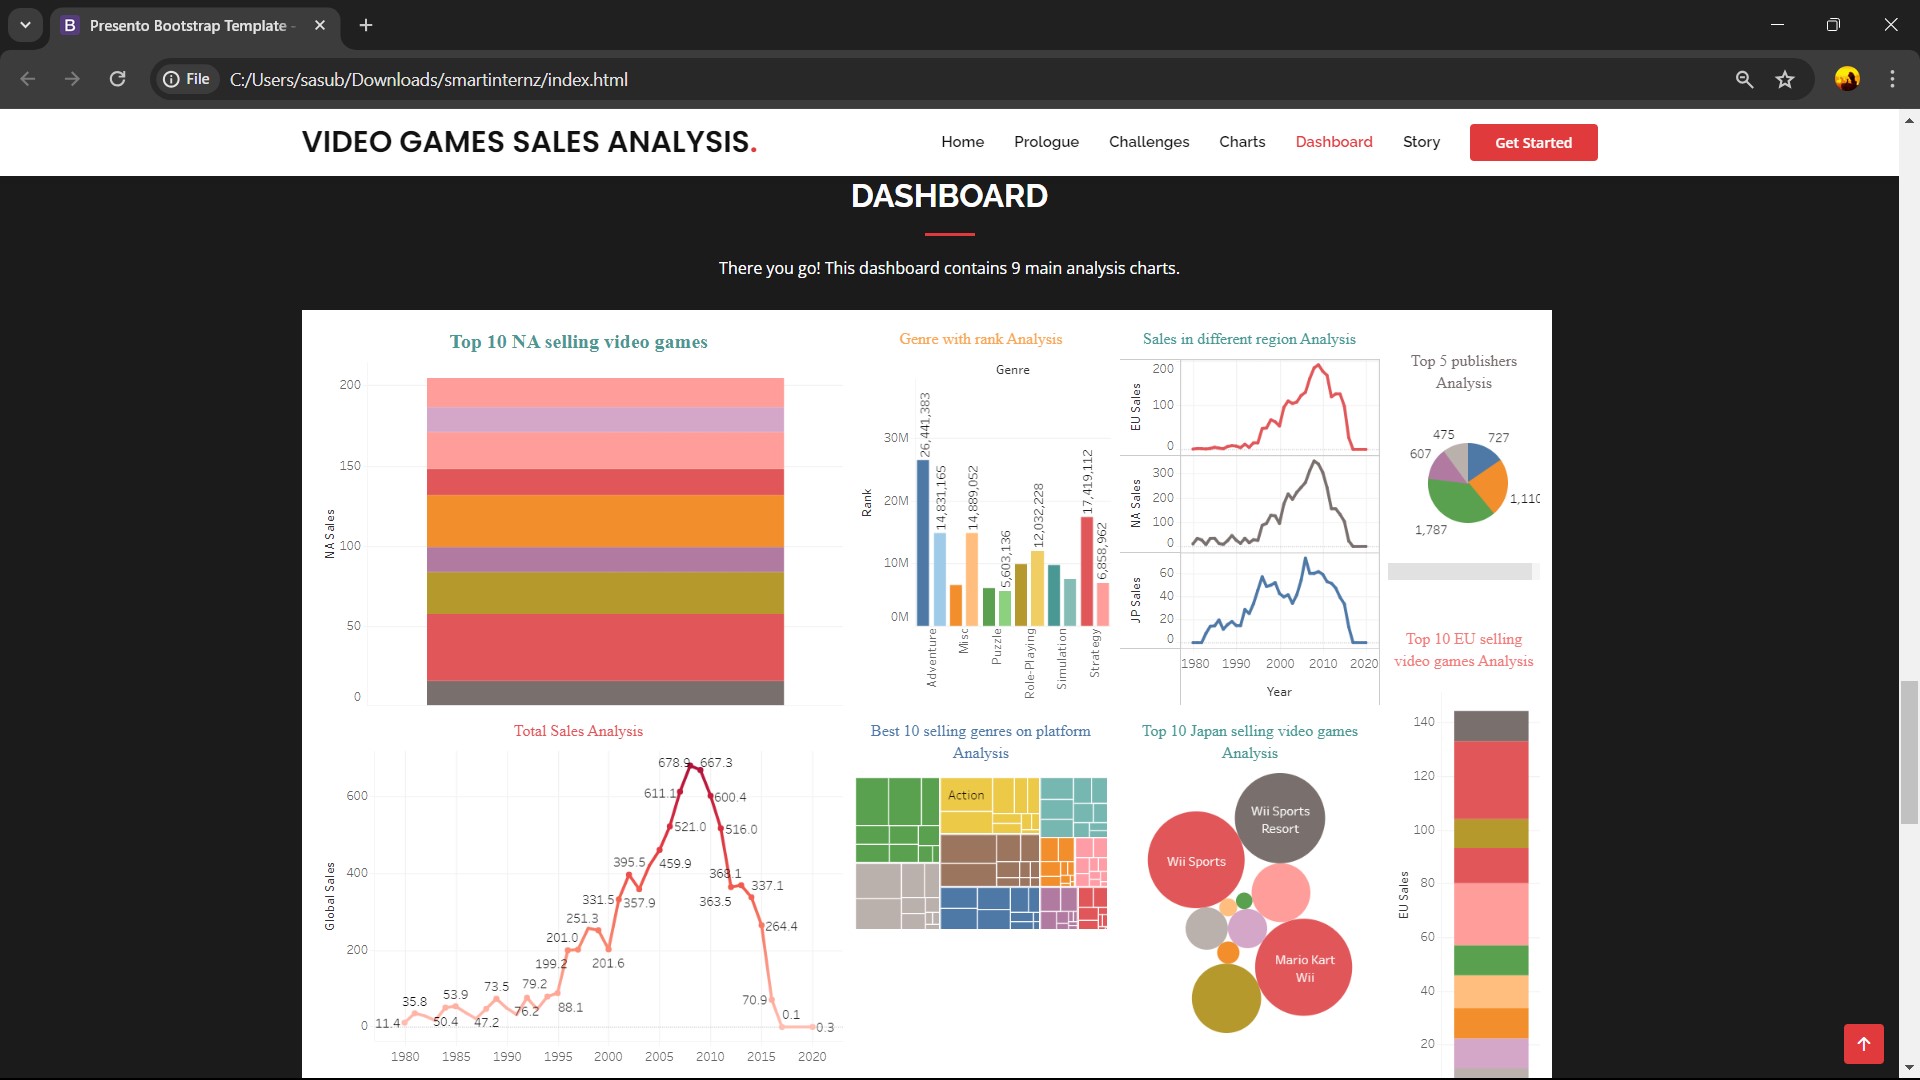 Presento Bootstrap Template -
File
C:/Users/sasub/Downloads/smartinternz/index.html
VIDEO GAMES SALES ANALYSIS.
Home Prologue Challenges Charts Dashboard Story Get Started
DASHBOARD
There you go! This dashboard contains 9 main analysis charts.
Top 10 NA selling video games
NA Sales
200
150
100
50
0
Genre with rank Analysis
Genre
Rank
30M
20M
10M
0M
26,441,383
14,831,165
14,889,052
5,603,136
12,032,228
17,419,112
6,858,962
Adventure
Misc
Puzzle
Role-Playing
Simulation
Strategy
Sales in different region Analysis
EU Sales
200
100
0
NA Sales
300
200
100
0
JP Sales
60
40
20
0
1980 1990 2000 2010 2020
Year
Top 5 publishers
Analysis
475
727
607
1,110
1,787
Total Sales Analysis
Global Sales
600
400
200
0
11.4
35.8
50.4
53.9
47.2
73.5
76.2
79.2
88.1
199.2
201.0
251.3
201.6
331.5
395.5
357.9
459.9
521.0
611.1
678.9
667.3
600.4
516.0
368.1
363.5
337.1
264.4
70.9
0.1
0.3
1980 1985 1990 1995 2000 2005 2010 2015 2020
Best 10 selling genres on platform
Analysis
Action
Top 10 Japan selling video games
Analysis
Wii Sports
Resort
Wii Sports
Mario Kart
Wii
Top 10 EU selling
video games Analysis
EU Sales
140
120
100
80
60
40
20